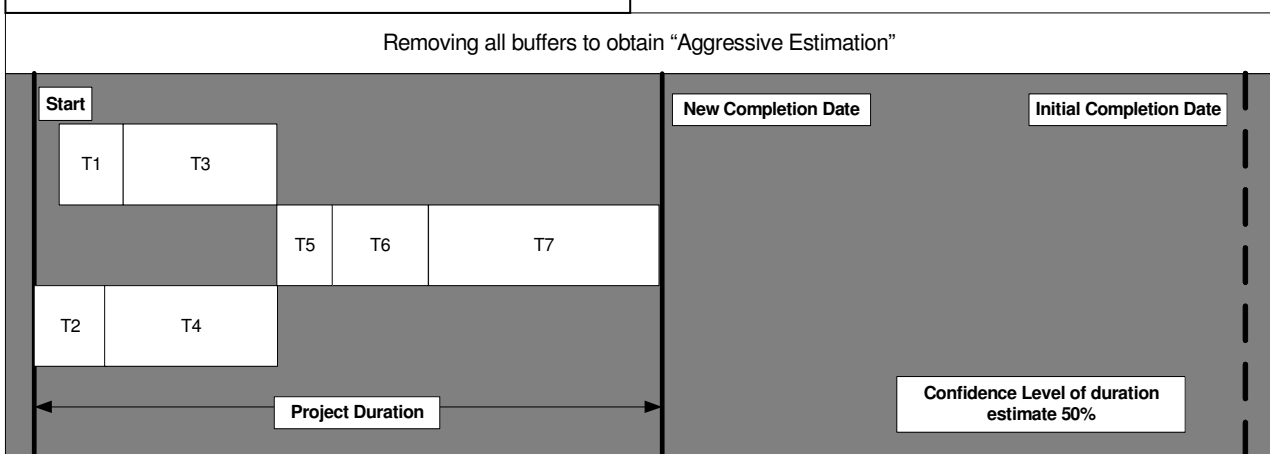 Removing all buffers to obtain “Aggressive Estimation”
Start
New Completion Date
Initial Completion Date
T1
T3
T5
T6
T7
T2
T4
Project Duration
Confidence Level of duration
estimate 50%